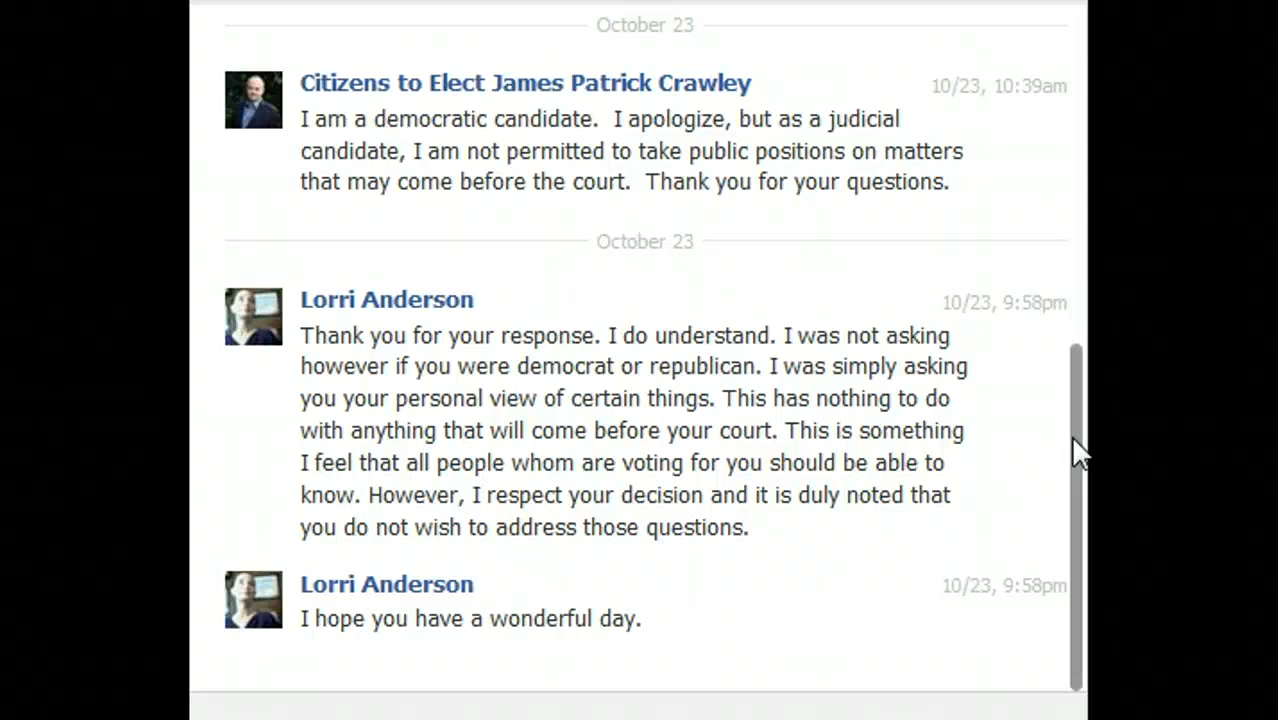 October 23
Citizens to Elect James Patrick Crawley
10/23, 10:39am
I am a democratic candidate.  I apologize, but as a judicial
candidate, I am not permitted to take public positions on matters
that may come before the court.  Thank you for your questions.
October 23
Lorri Anderson
10/23, 9:58pm
Thank you for your response. I do understand. I was not asking
however if you were democrat or republican. I was simply asking
you your personal view of certain things. This has nothing to do
with anything that will come before your court. This is something
I feel that all people whom are voting for you should be able to
know. However, I respect your decision and it is duly noted that
you do not wish to address those questions.
Lorri Anderson
10/23, 9:58pm
I hope you have a wonderful day.